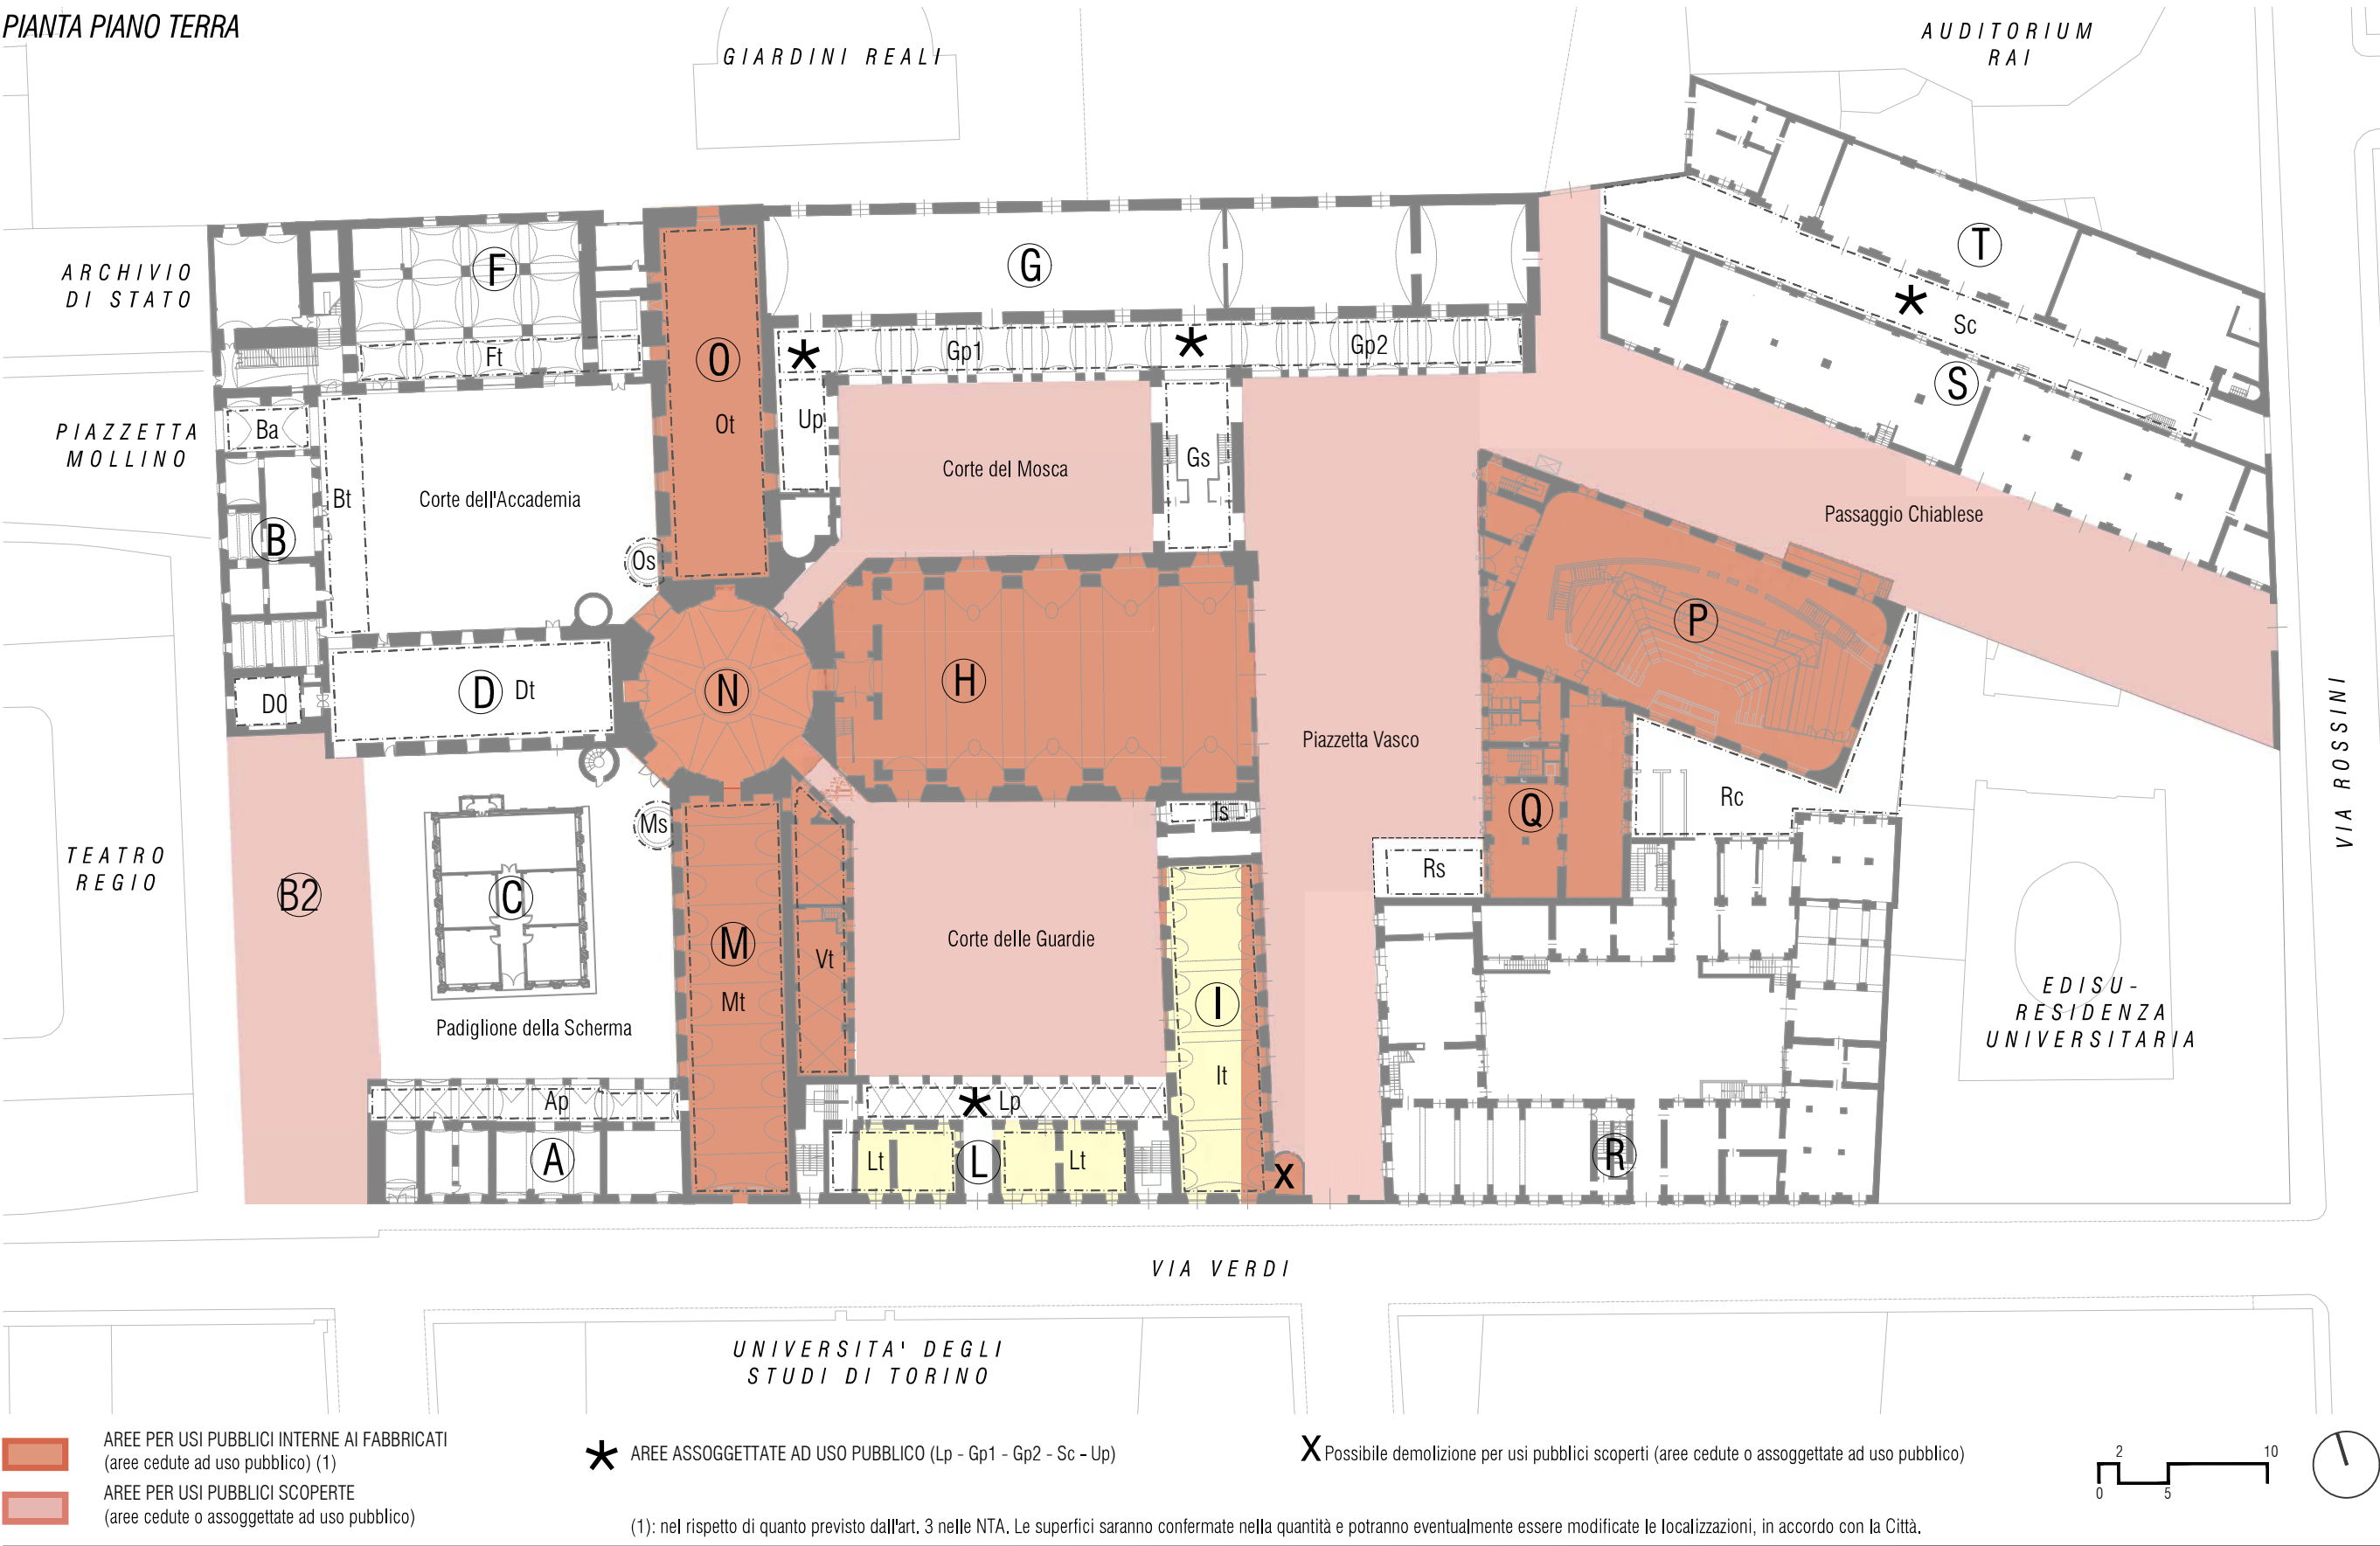 PIANTA PIANO TERRA
GIARDINI REALI
AUDITORIUM
RAI
ARCHIVIO
DI STATO
F
G
T
Sc
Ft
O
Gp1
Gp2
S
Ba
Ot
Up
PIAZZETTA
MOLLINO
Corte del Mosca
Gs
Bt
Corte dell'Accademia
Passaggio Chiablese
B
Os
P
D
Dt
N
H
D0
Piazzetta Vasco
VIA ROSSINI
Rc
Is
Q
Ms
TEATRO
REGIO
Rs
B2
C
M
Corte delle Guardie
Vt
Mt
I
EDISU-
RESIDENZA
UNIVERSITARIA
Padiglione della Scherma
It
Ap
Lp
A
Lt
L
Lt
X
R
VIA VERDI
UNIVERSITA' DEGLI
STUDI DI TORINO
AREE PER USI PUBBLICI INTERNE AI FABBRICATI
(aree cedute ad uso pubblico) (1)
AREE PER USI PUBBLICI SCOPERTE
(aree cedute o assoggettate ad uso pubblico)
* AREE ASSOGGETTATE AD USO PUBBLICO (Lp - Gp1 - Gp2 - Sc - Up)
X Possibile demolizione per usi pubblici scoperti (aree cedute o assoggettate ad uso pubblico)
2 10
0 5
(1): nel rispetto di quanto previsto dall'art. 3 nelle NTA. Le superfici saranno confermate nella quantità e potranno eventualmente essere modificate le localizzazioni, in accordo con la Città.